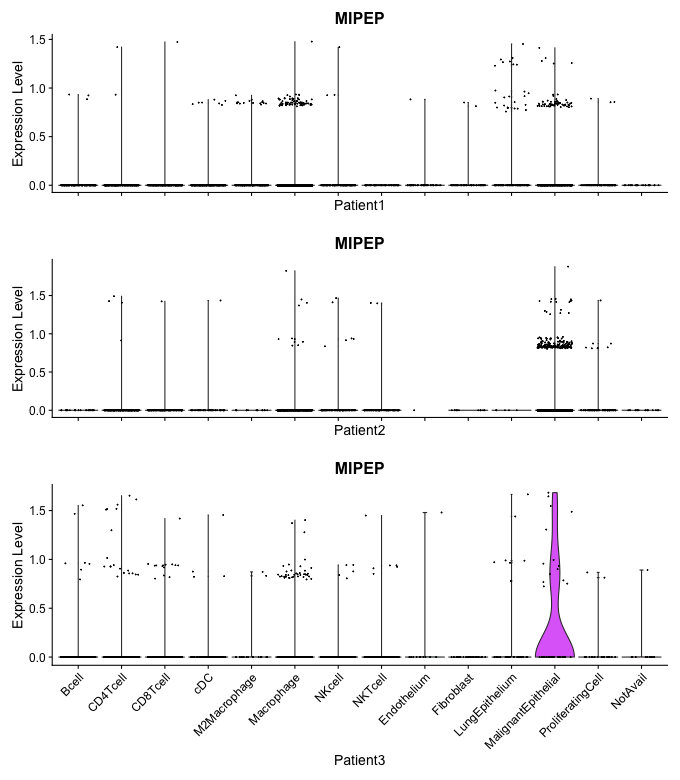 MIPEP
Expression Level
1.5
1.0
0.5
0.0
Patient1
MIPEP
Expression Level
1.5
1.0
0.5
0.0
Patient2
MIPEP
Expression Level
1.5
1.0
0.5
0.0
Bcell
CD4Tcell
CD8Tcell
cDC
M2Macrophage
Macrophage
NKcell
NKTcell
Endothelium
Fibroblast
LungEpithelium
MalignantEpithelial
ProliferatingCell
NotAvail
Patient3